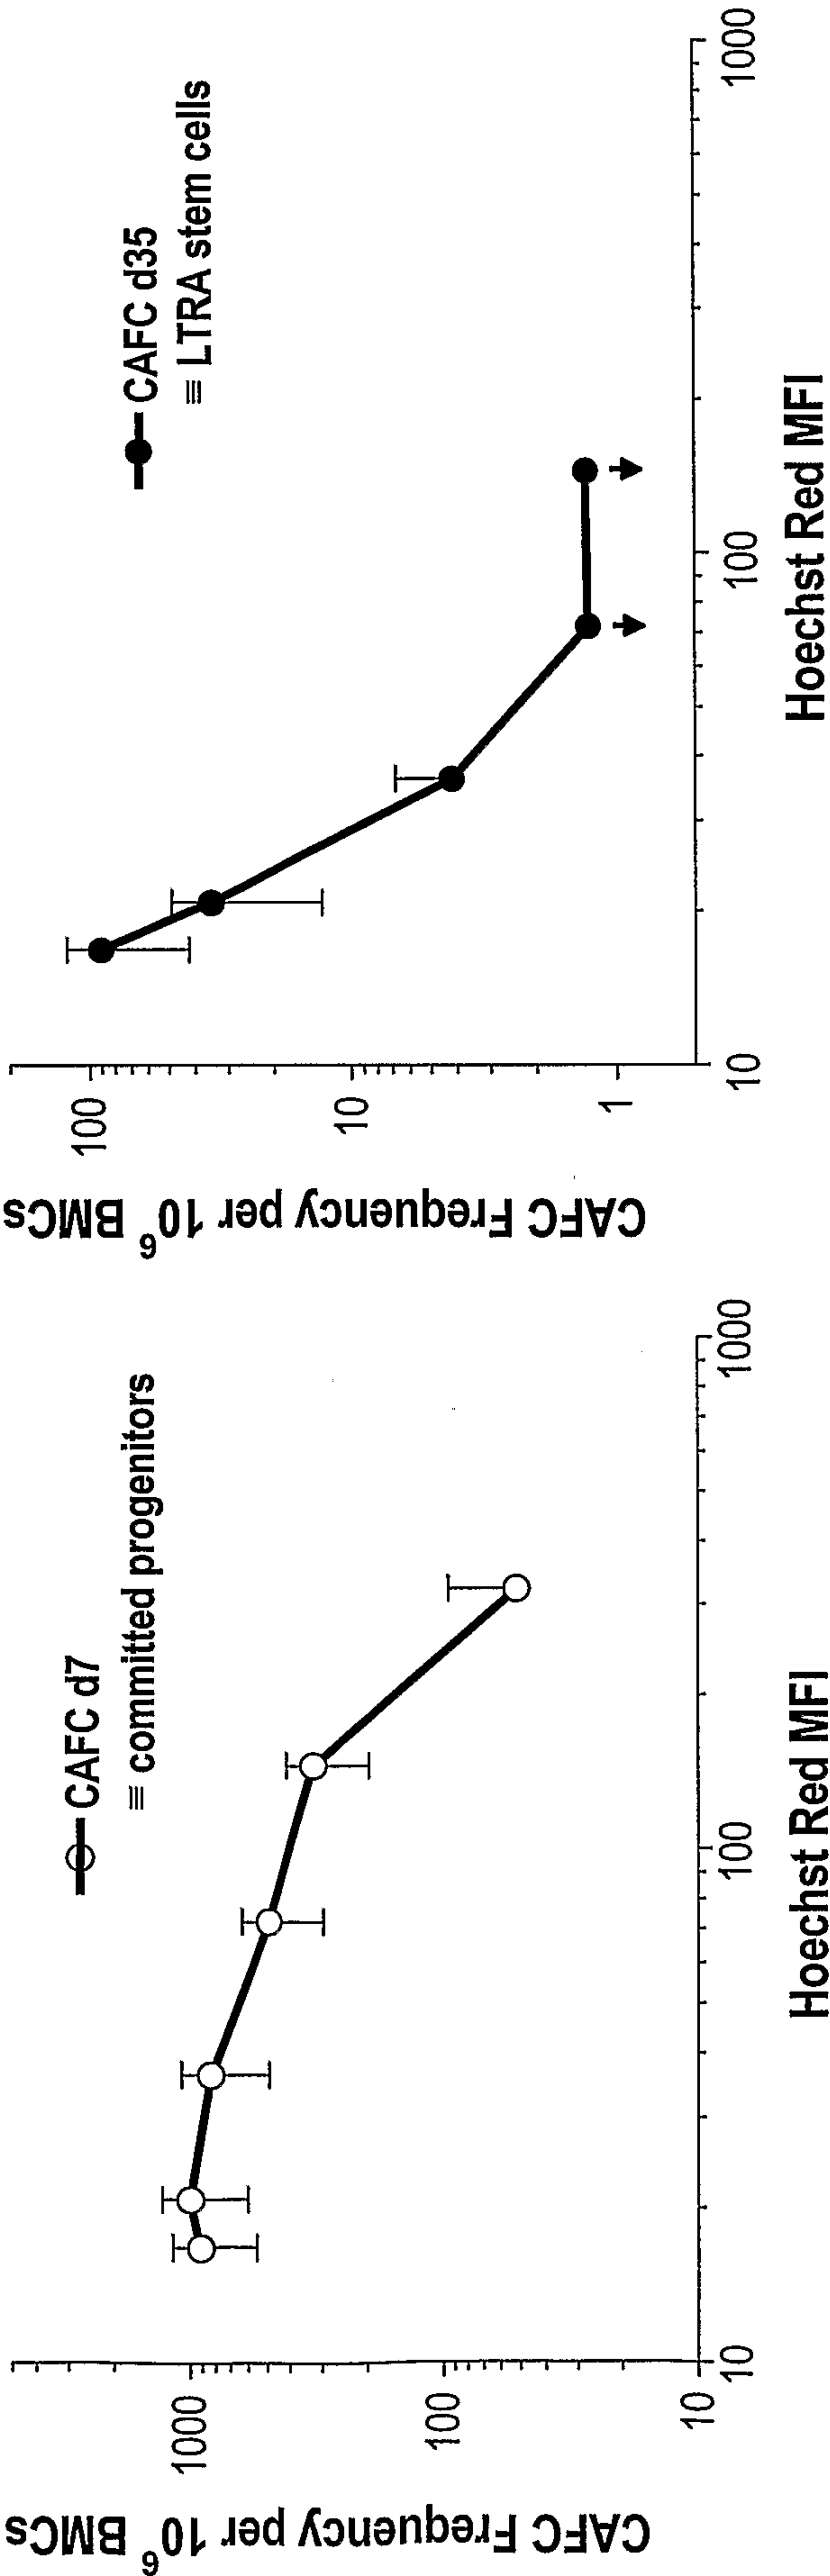 CAFC Frequency per 10⁶ BMCs
1000
100
10
CAFC d7
≡ committed progenitors
10
100
1000
Hoechst Red MFI
CAFC Frequency per 10⁶ BMCs
100
10
1
CAFC d35
≡ LTRA stem cells
10
100
1000
Hoechst Red MFI